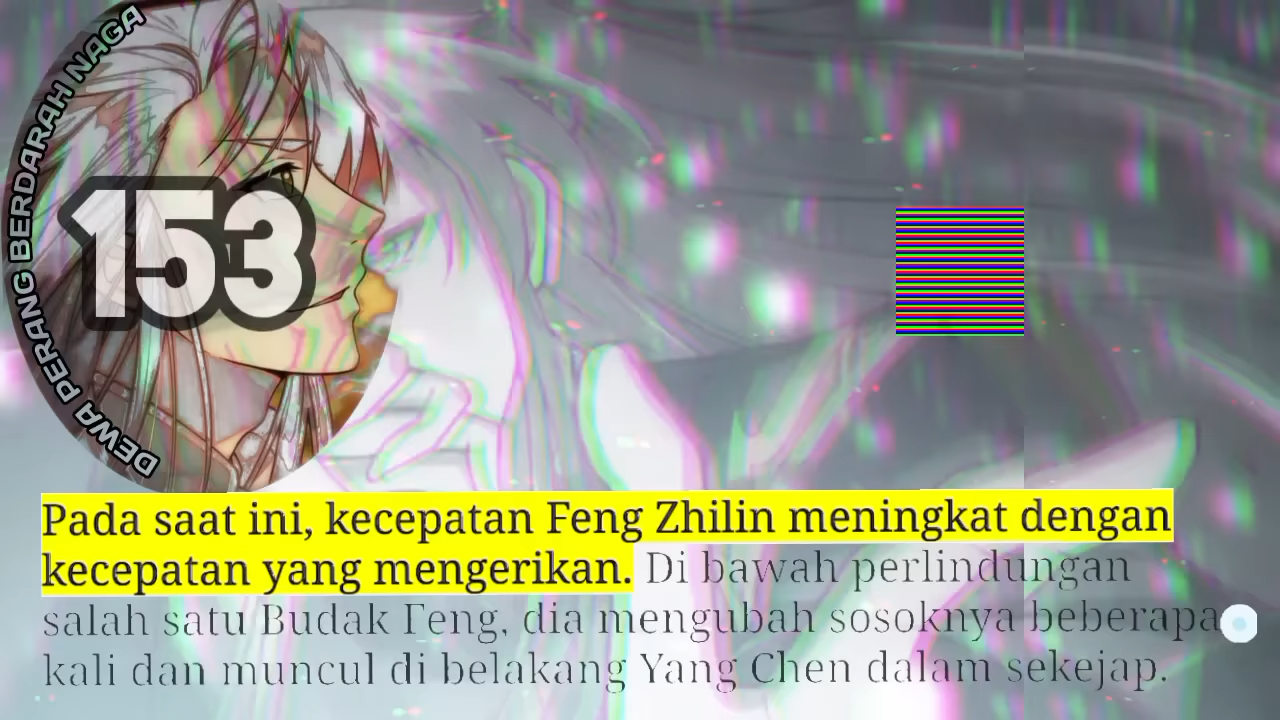 DEWA PERANG BERDARAH NAGA
153
Pada saat ini, kecepatan Feng Zhilin meningkat dengan
kecepatan yang mengerikan. Di bawah perlindungan
salah satu Budak Feng, dia mengubah sosoknya beberapa
kali dan muncul di belakang Yang Chen dalam sekejap.